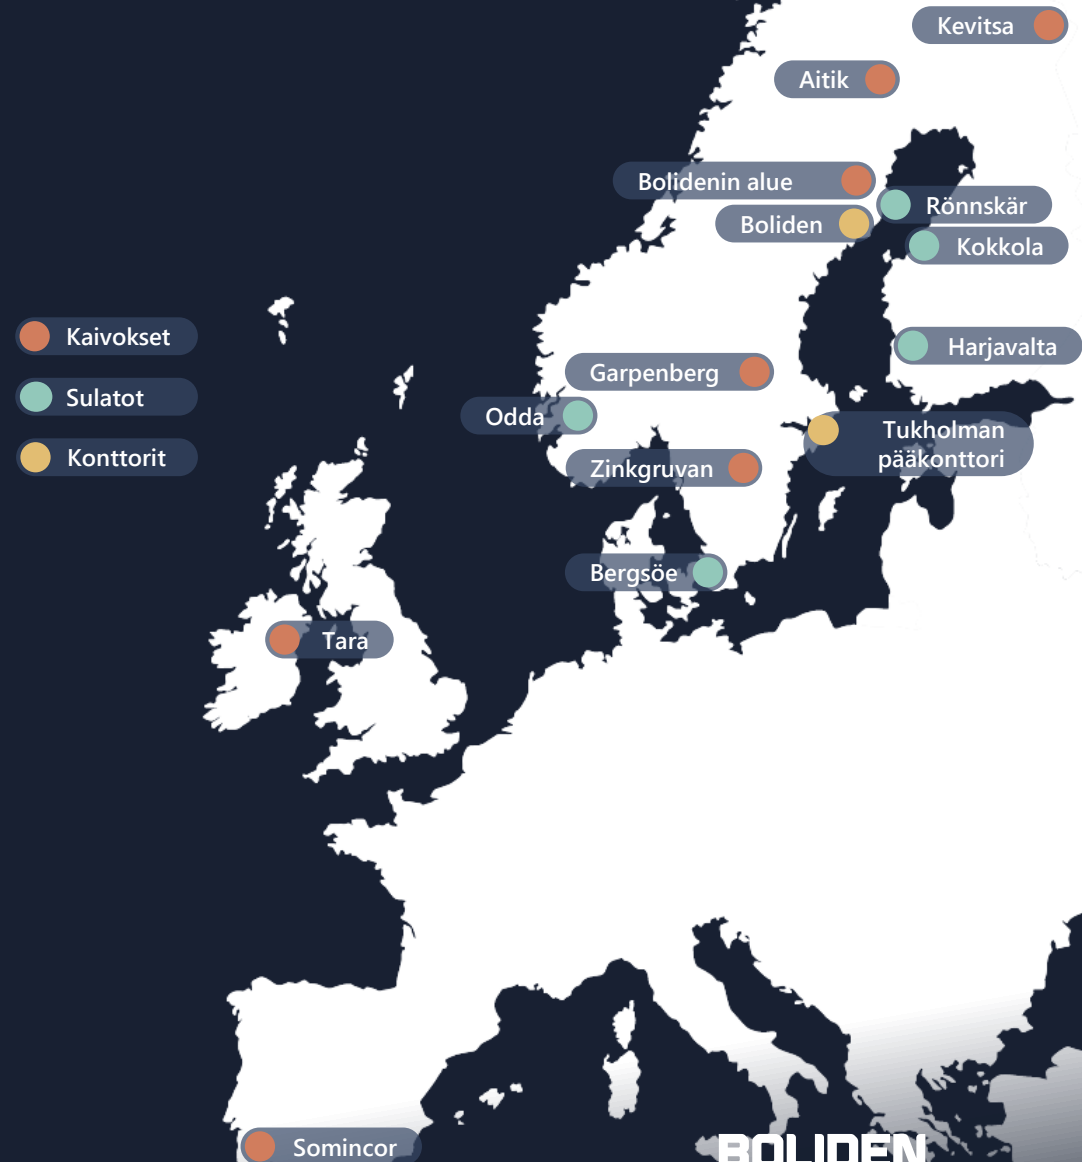 Kevitsa
Aitik
Bolidenin alue
Rönnskär
Boliden
Kokkola
Kaivokset
Harjavalta
Garpenberg
Sulatot
Odda
Tukholman
pääkonttori
Konttorit
Zinkgruvan
Bergsöe
Tara
Somincor
BOLIDEN